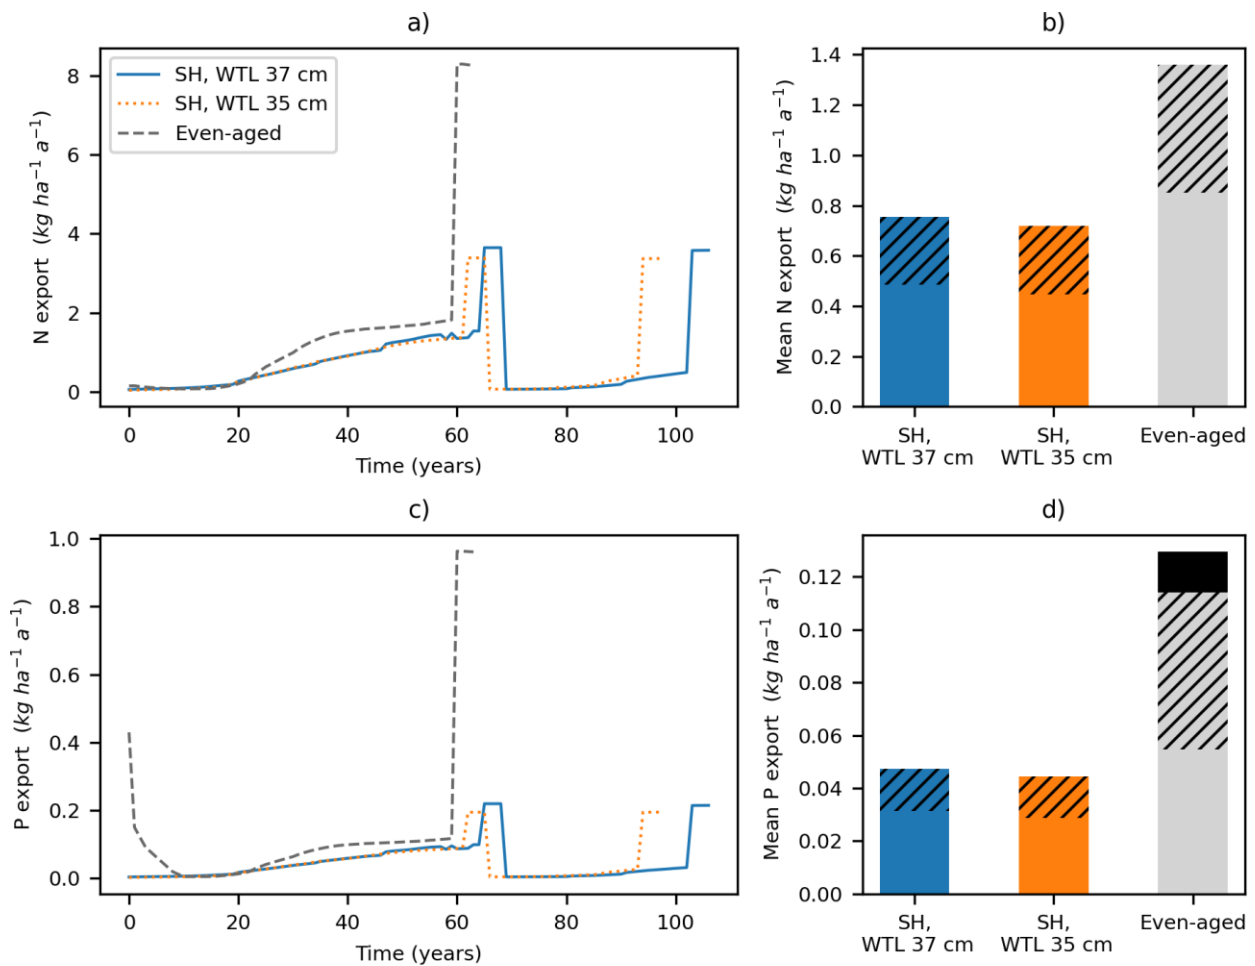 a)
N export (kg ha⁻¹ a⁻¹)
8
6
4
2
0
SH, WTL 37 cm
SH, WTL 35 cm
Even-aged
0 20 40 60 80 100
Time (years)
b)
Mean N export (kg ha⁻¹ a⁻¹)
1.4
1.2
1.0
0.8
0.6
0.4
0.2
0.0
SH,
WTL 37 cm
SH,
WTL 35 cm
Even-aged
c)
P export (kg ha⁻¹ a⁻¹)
1.0
0.8
0.6
0.4
0.2
0.0
0 20 40 60 80 100
Time (years)
d)
Mean P export (kg ha⁻¹ a⁻¹)
0.12
0.10
0.08
0.06
0.04
0.02
0.00
SH,
WTL 37 cm
SH,
WTL 35 cm
Even-aged